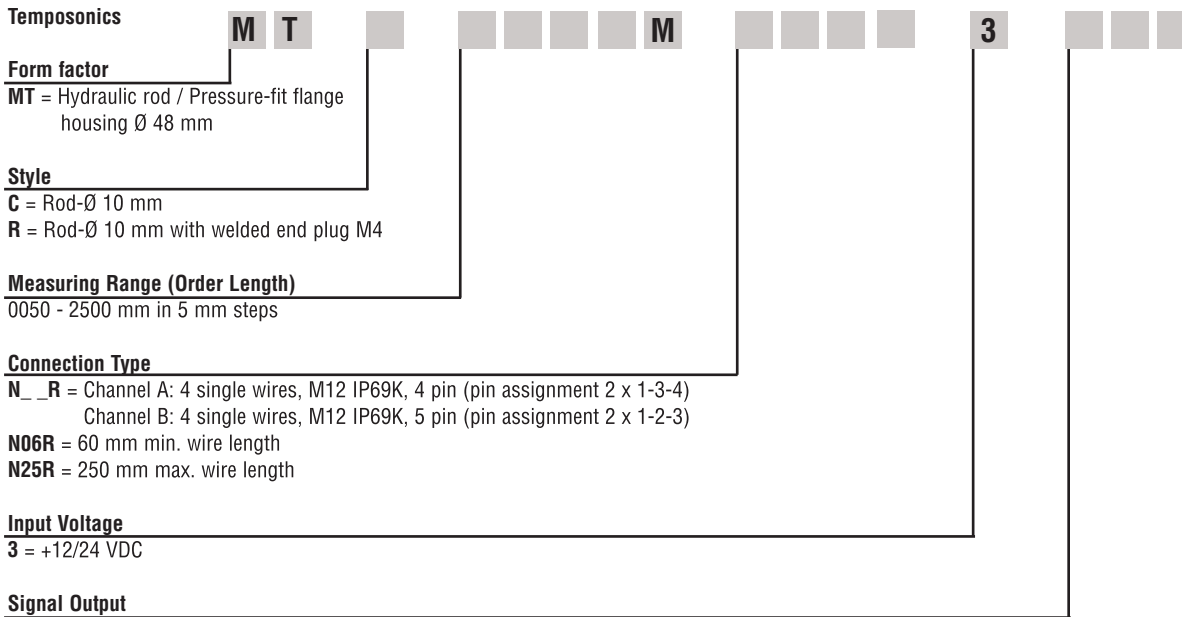 Temposonics
M T M 3
Form factor
MT = Hydraulic rod / Pressure-fit flange
housing Ø 48 mm
Style
C = Rod-Ø 10 mm
R = Rod-Ø 10 mm with welded end plug M4
Measuring Range (Order Length)
0050 - 2500 mm in 5 mm steps
Connection Type
N_ _R = Channel A: 4 single wires, M12 IP69K, 4 pin (pin assignment 2 x 1-3-4)
Channel B: 4 single wires, M12 IP69K, 5 pin (pin assignment 2 x 1-2-3)
N06R = 60 mm min. wire length
N25R = 250 mm max. wire length
Input Voltage
3 = +12/24 VDC
Signal Output